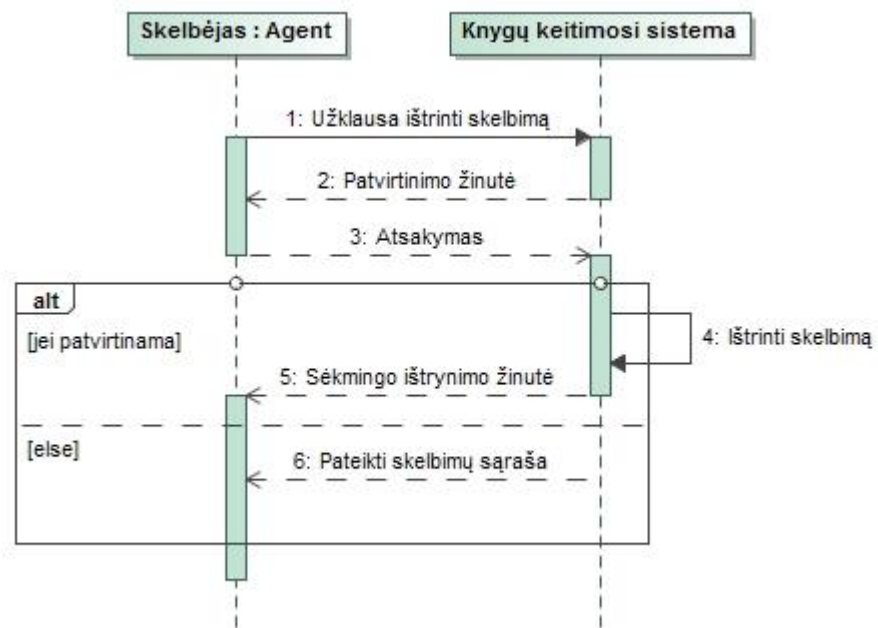 Skelbėjas : Agent
Knygų keitimosi sistema
1: Užklausa ištrinti skelbimą
2: Patvirtinimo žinutė
3: Atsakymas
alt
[jei patvirtinama]
4: Ištrinti skelbimą
5: Sėkmingo ištrynimo žinutė
[else]
6: Pateikti skelbimų sąraša